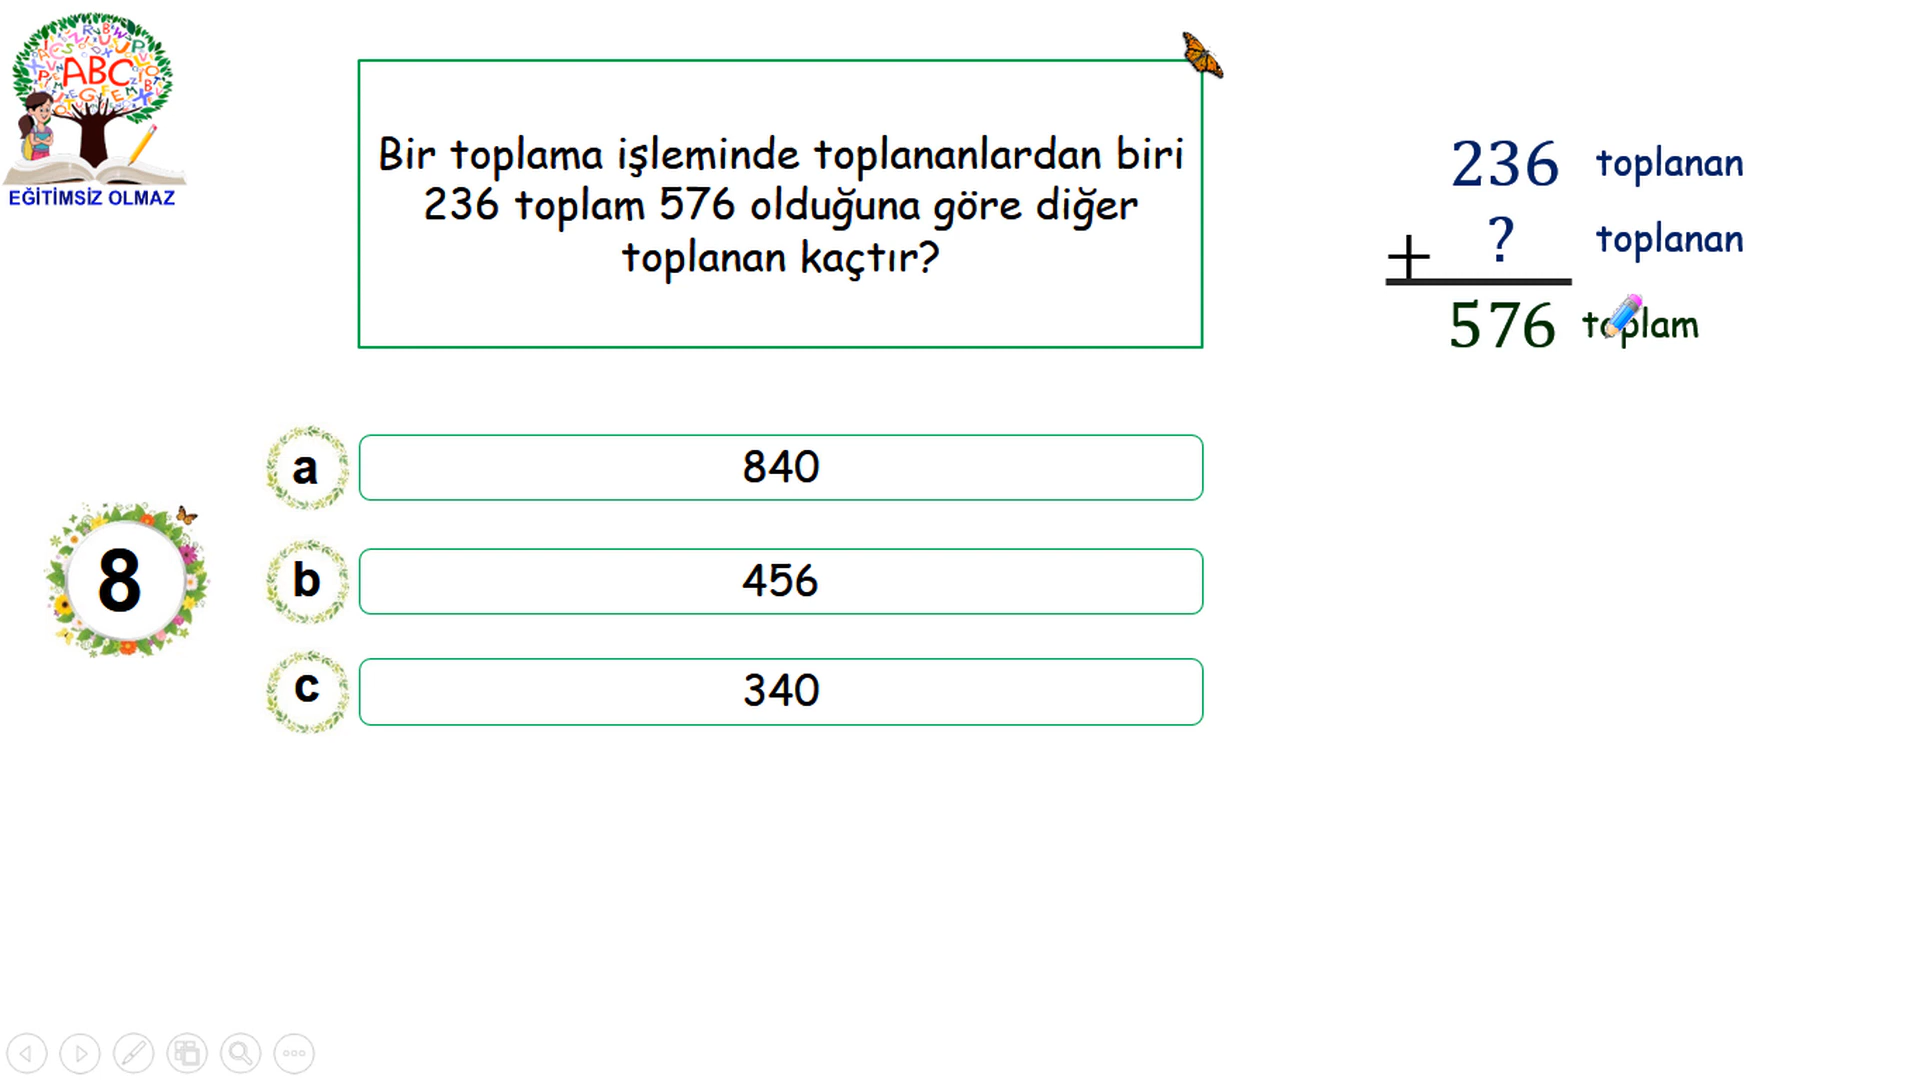 ABC
EĞİTİMSİZ OLMAZ
Bir toplama işleminde toplananlardan biri
236 toplam 576 olduğuna göre diğer
toplanan kaçtır?
236 toplanan
+ ? toplanan
576 toplam
8
a 840
b 456
c 340